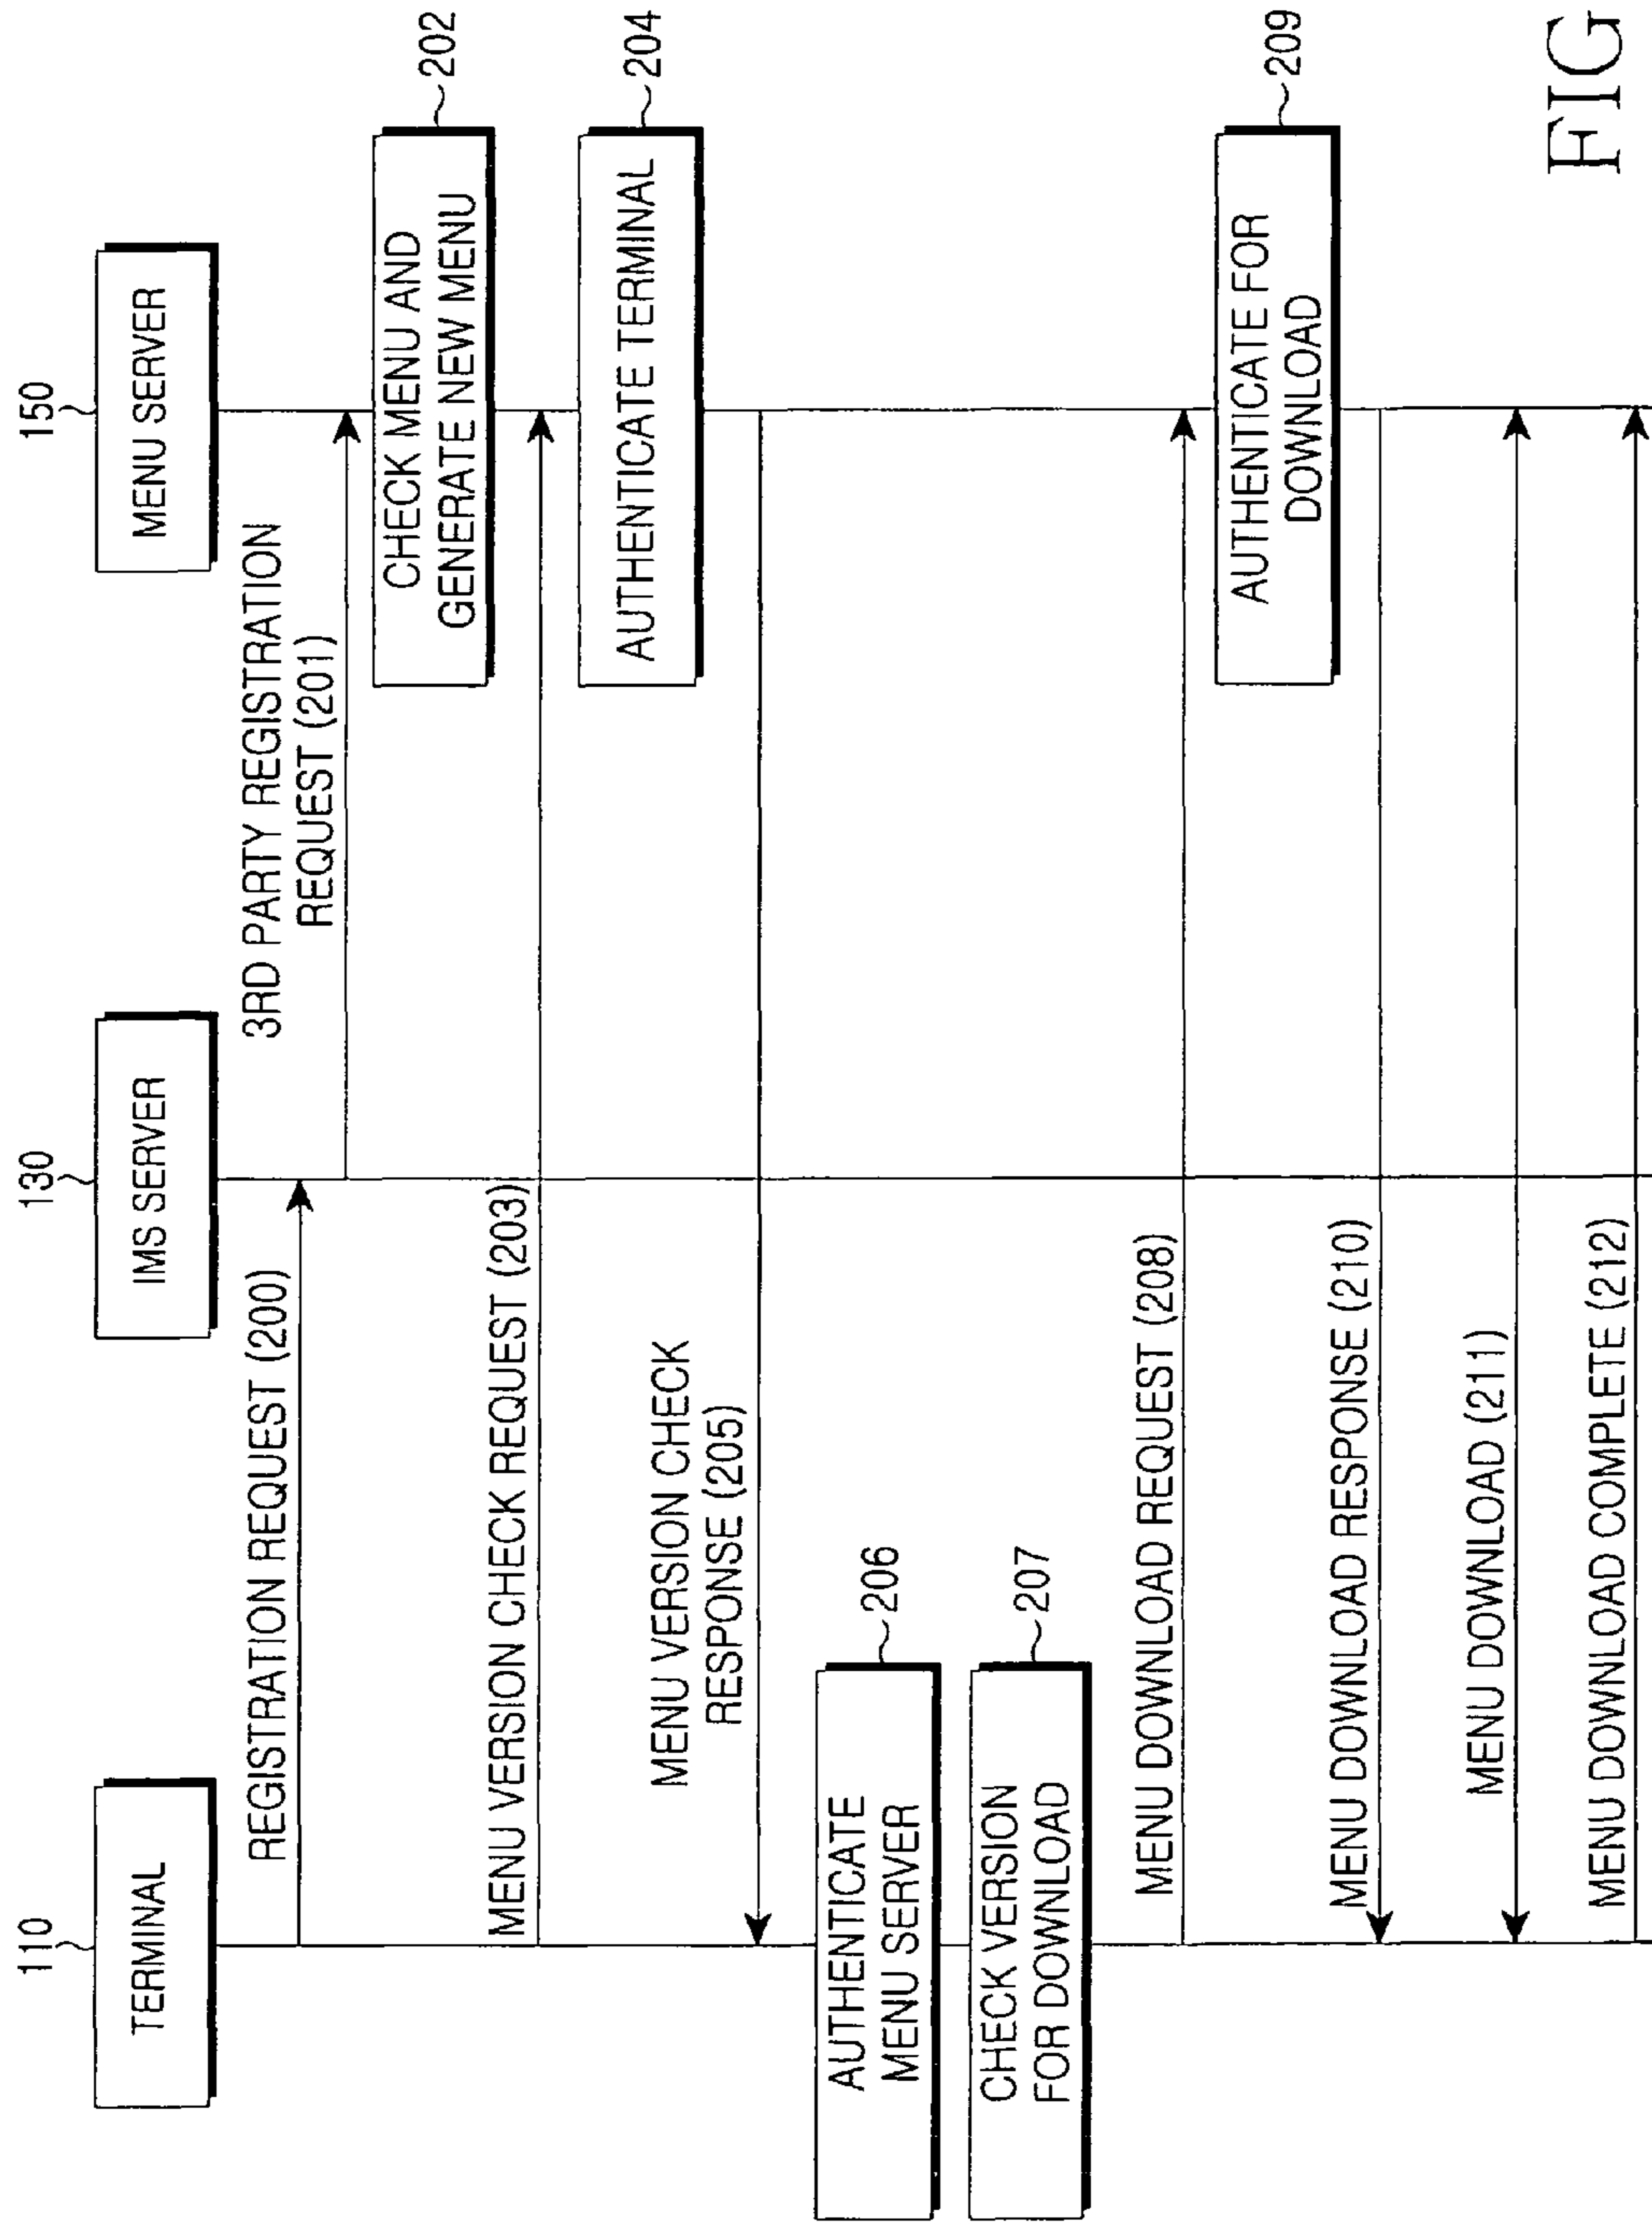 110
130
150
TERMINAL
IMS SERVER
MENU SERVER
REGISTRATION REQUEST (200)
3RD PARTY REGISTRATION
REQUEST (201)
CHECK MENU AND
GENERATE NEW MENU
202
MENU VERSION CHECK REQUEST (203)
AUTHENTICATE TERMINAL
204
MENU VERSION CHECK
RESPONSE (205)
AUTHENTICATE
MENU SERVER
206
CHECK VERSION
FOR DOWNLOAD
207
MENU DOWNLOAD REQUEST (208)
AUTHENTICATE FOR
DOWNLOAD
209
MENU DOWNLOAD RESPONSE (210)
MENU DOWNLOAD (211)
MENU DOWNLOAD COMPLETE (212)
FIG